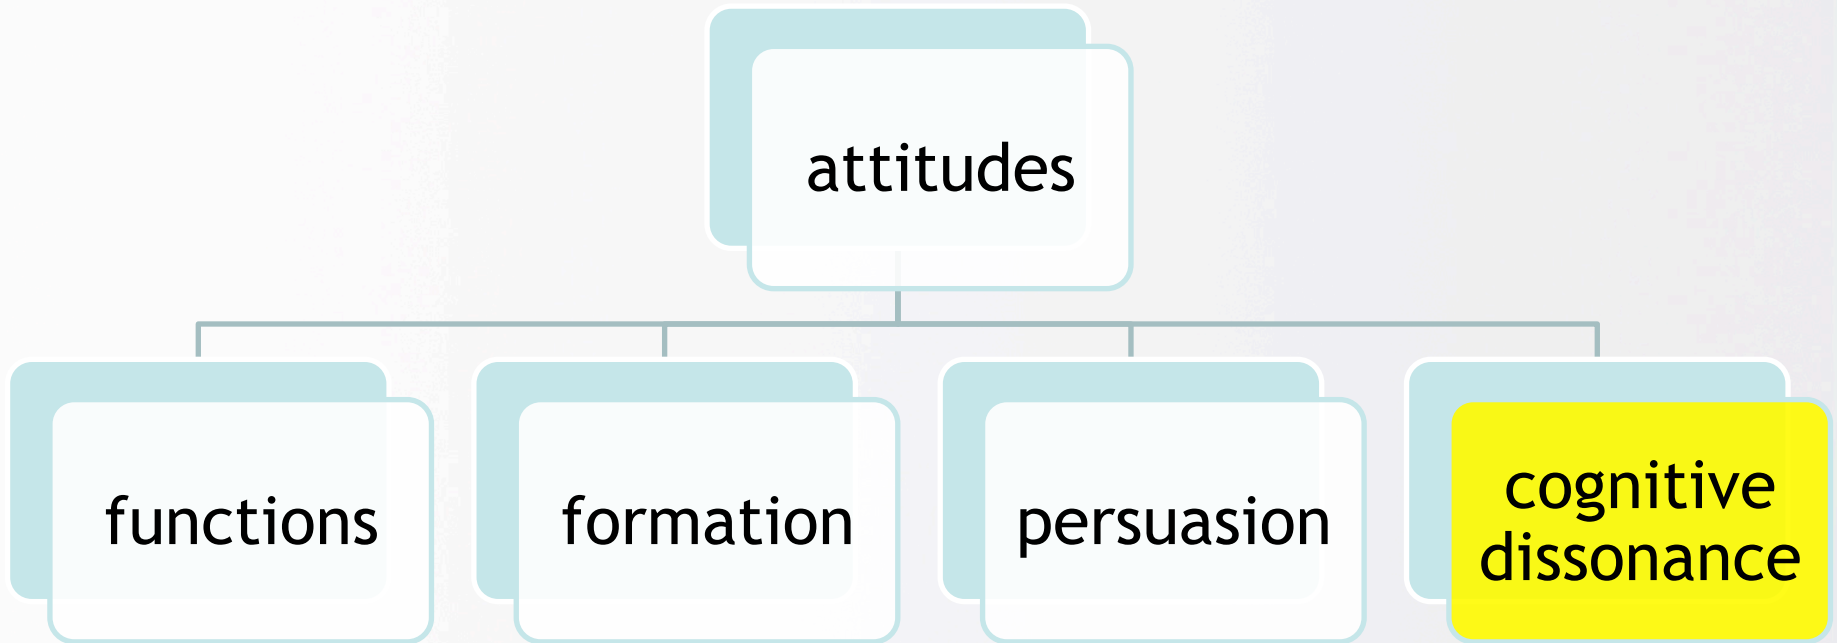 attitudes
functions
formation
persuasion
cognitive
dissonance